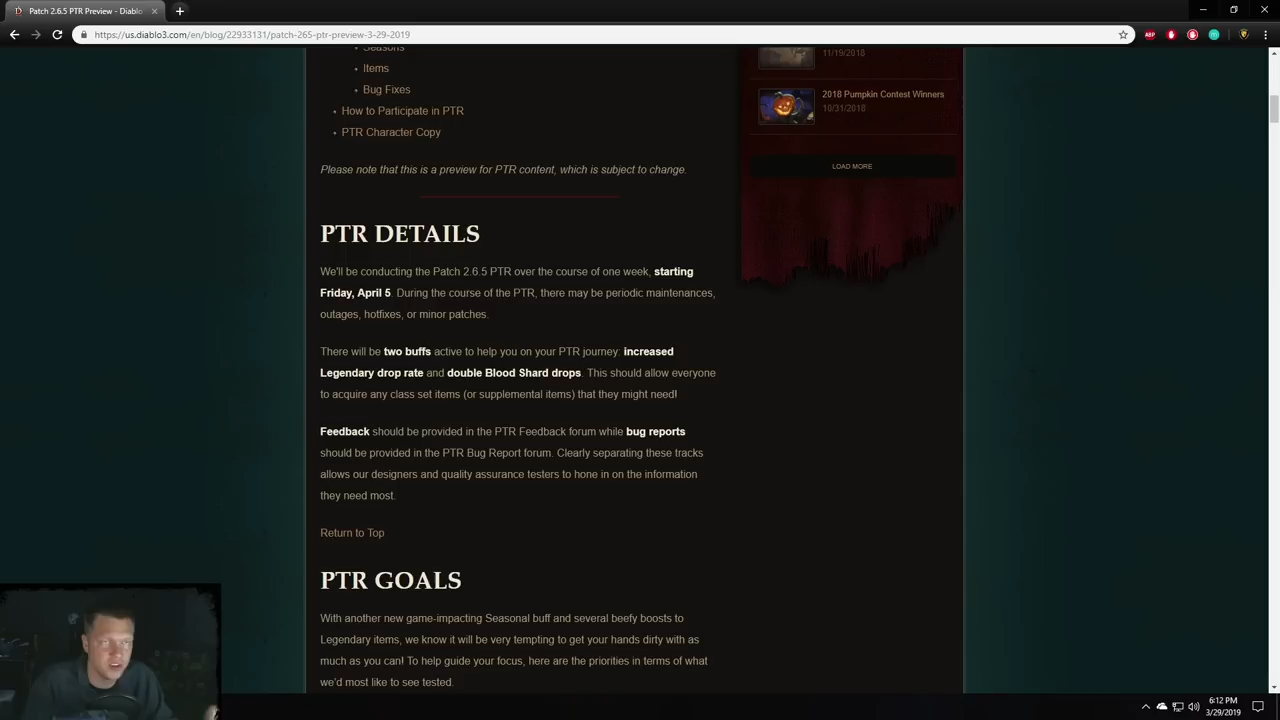 Patch 2.6.5 PTR Preview - Diablo
https://us.diablo3.com/en/blog/22933131/patch-265-ptr-preview-3-29-2019
ABP
Seasons
Items
Bug Fixes
How to Participate in PTR
PTR Character Copy
Please note that this is a preview for PTR content, which is subject to change.
11/19/2018
2018 Pumpkin Contest Winners
10/31/2018
LOAD MORE
PTR DETAILS
We'll be conducting the Patch 2.6.5 PTR over the course of one week, starting
Friday, April 5. During the course of the PTR, there may be periodic maintenances,
outages, hotfixes, or minor patches.
There will be two buffs active to help you on your PTR journey: increased
Legendary drop rate and double Blood Shard drops. This should allow everyone
to acquire any class set items (or supplemental items) that they might need!
Feedback should be provided in the PTR Feedback forum while bug reports
should be provided in the PTR Bug Report forum. Clearly separating these tracks
allows our designers and quality assurance testers to hone in on the information
they need most.
Return to Top
PTR GOALS
With another new game-impacting Seasonal buff and several beefy boosts to
Legendary items, we know it will be very tempting to get your hands dirty with as
much as you can! To help guide your focus, here are the priorities in terms of what
we'd most like to see tested.
6:12 PM
3/29/2019